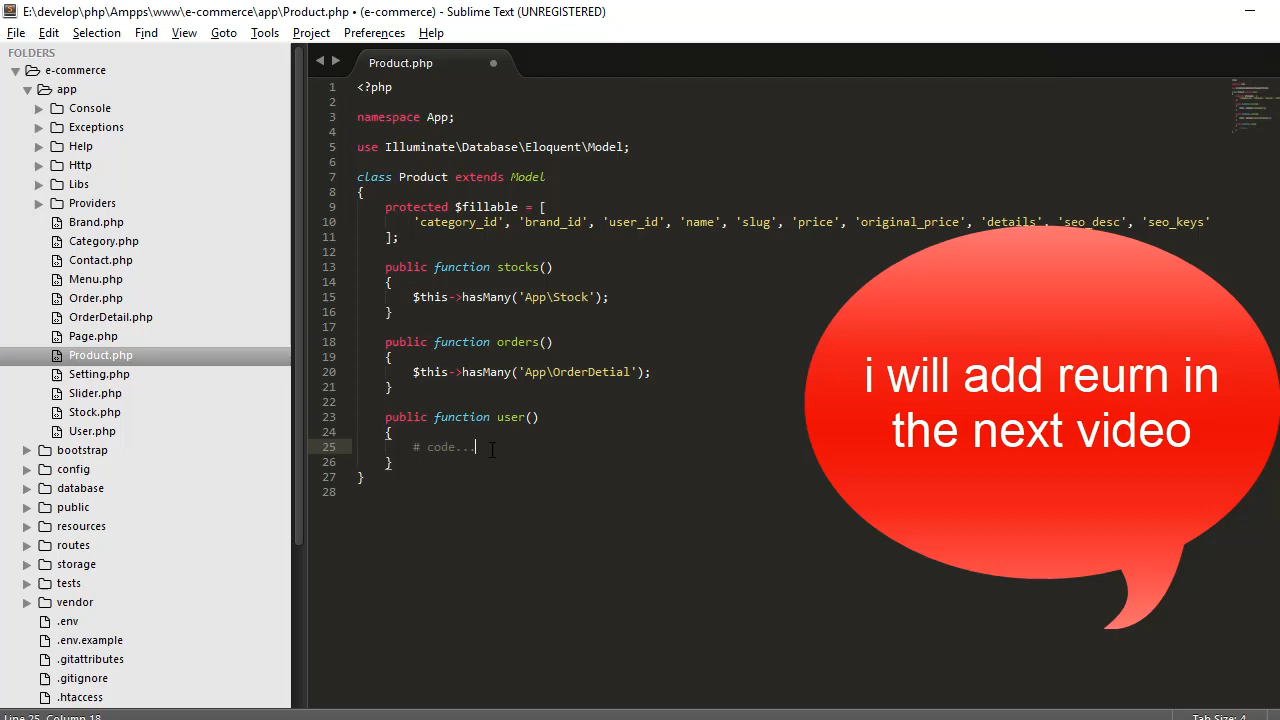 E:\develop\php\Ampps\www\e-commerce\app\Product.php • (e-commerce) - Sublime Text (UNREGISTERED)
File Edit Selection Find View Goto Tools Project Preferences Help
FOLDERS
e-commerce
app
Console
Exceptions
Help
Http
Libs
Providers
Brand.php
Category.php
Contact.php
Menu.php
Order.php
OrderDetail.php
Page.php
Product.php
Setting.php
Slider.php
Stock.php
User.php
bootstrap
config
database
public
resources
routes
storage
tests
vendor
.env
.env.example
.gitattributes
.gitignore
.htaccess
Product.php
1 <?php
2
3 namespace App;
4
5 use Illuminate\Database\Eloquent\Model;
6
7 class Product extends Model
8 {
9 protected $fillable = [
10 'category_id', 'brand_id', 'user_id', 'name', 'slug', 'price', 'original_price', 'details', 'seo_desc', 'seo_keys'
11 ];
12
13 public function stocks()
14 {
15 $this->hasMany('App\Stock');
16 }
17
18 public function orders()
19 {
20 $this->hasMany('App\OrderDetial');
21 }
22
23 public function user()
24 {
25 # code...
26 }
27 }
28
i will add reurn in
the next video
Line 25, Column 18
Tab Size: 4